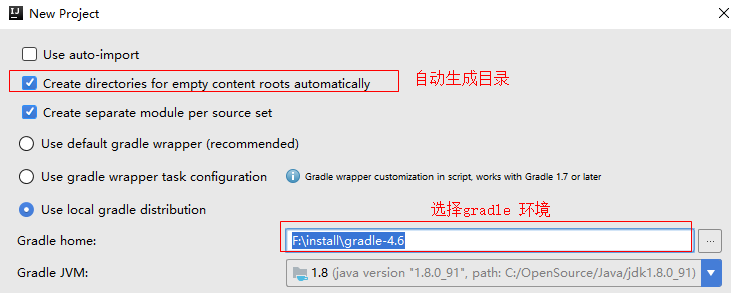 New Project
Use auto-import
Create directories for empty content roots automatically
自动生成目录
Create separate module per source set
Use default gradle wrapper (recommended)
Use gradle wrapper task configuration
Gradle wrapper customization in script, works with Gradle 1.7 or later
Use local gradle distribution
选择gradle 环境
Gradle home:
F:\install\gradle-4.6
...
Gradle JVM:
1.8 (java version "1.8.0_91", path: C:/OpenSource/Java/jdk1.8.0_91)